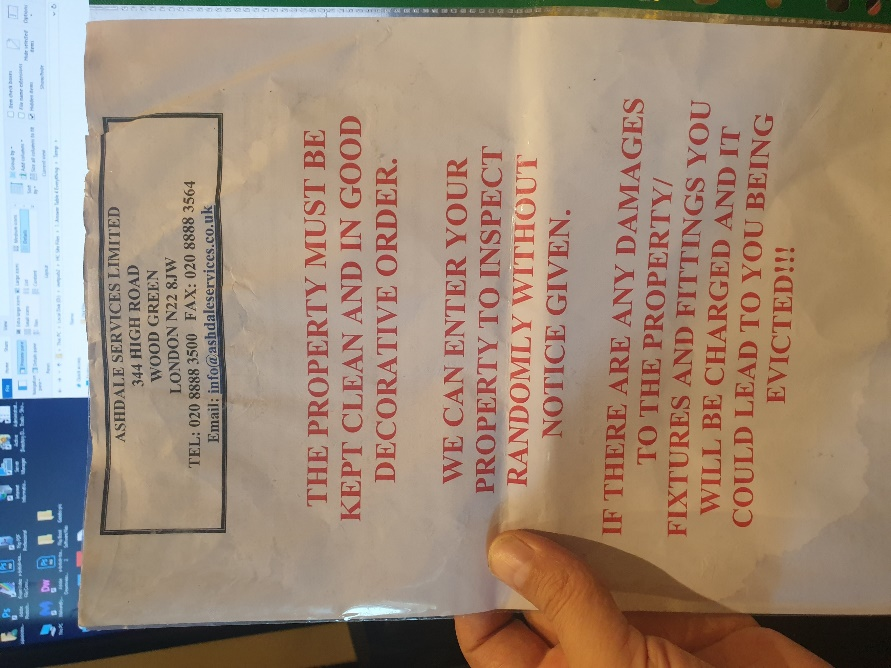 ASHDALE SERVICES LIMITED
344 HIGH ROAD
WOOD GREEN
LONDON N22 8JW
TEL: 020 8888 3500 FAX: 020 8888 3564
Email: info@ashdaleservices.co.uk
THE PROPERTY MUST BE
KEPT CLEAN AND IN GOOD
DECORATIVE ORDER.
WE CAN ENTER YOUR
PROPERTY TO INSPECT
RANDOMLY WITHOUT
NOTICE GIVEN.
IF THERE ARE ANY DAMAGES
TO THE PROPERTY/
FIXTURES AND FITTINGS YOU
WILL BE CHARGED AND IT
COULD LEAD TO YOU BEING
EVICTED!!!